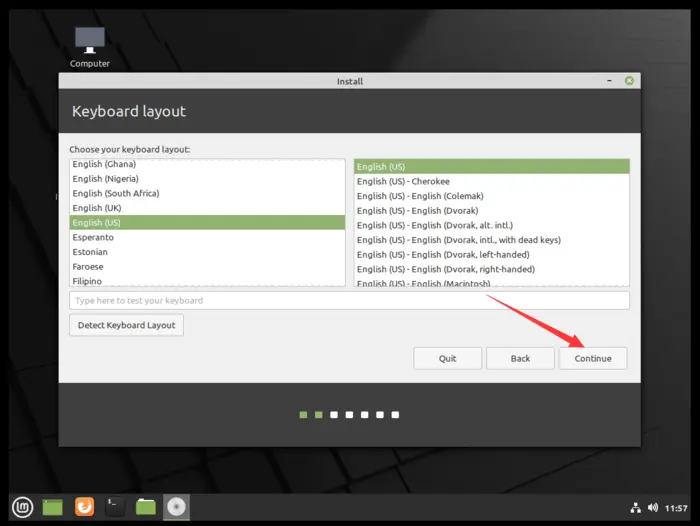 Computer
Install
Keyboard layout
Choose your keyboard layout:
English (Ghana)
English (Nigeria)
English (South Africa)
English (UK)
English (US)
Esperanto
Estonian
Faroese
Filipino
English (US)
English (US) - Cherokee
English (US) - English (Colemak)
English (US) - English (Dvorak)
English (US) - English (Dvorak, alt. intl.)
English (US) - English (Dvorak, intl., with dead keys)
English (US) - English (Dvorak, left-handed)
English (US) - English (Dvorak, right-handed)
English (US) - English (Macintosh)
Type here to test your keyboard
Detect Keyboard Layout
Quit Back Continue
11:57